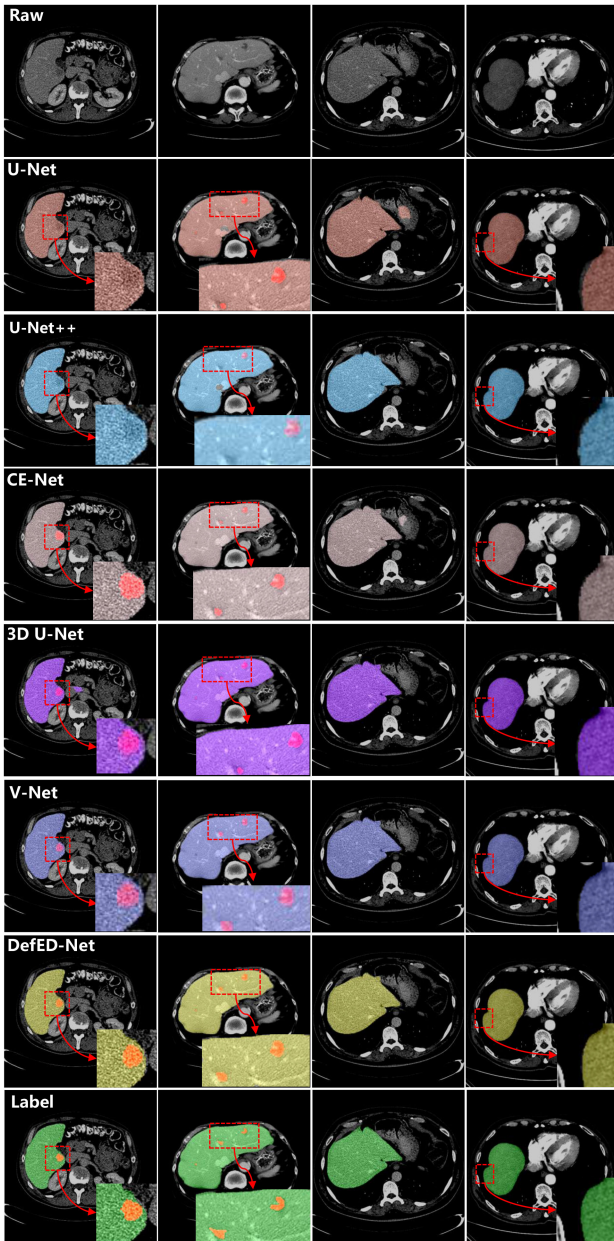 Raw
U-Net
U-Net++
CE-Net
3D U-Net
V-Net
DefED-Net
Label